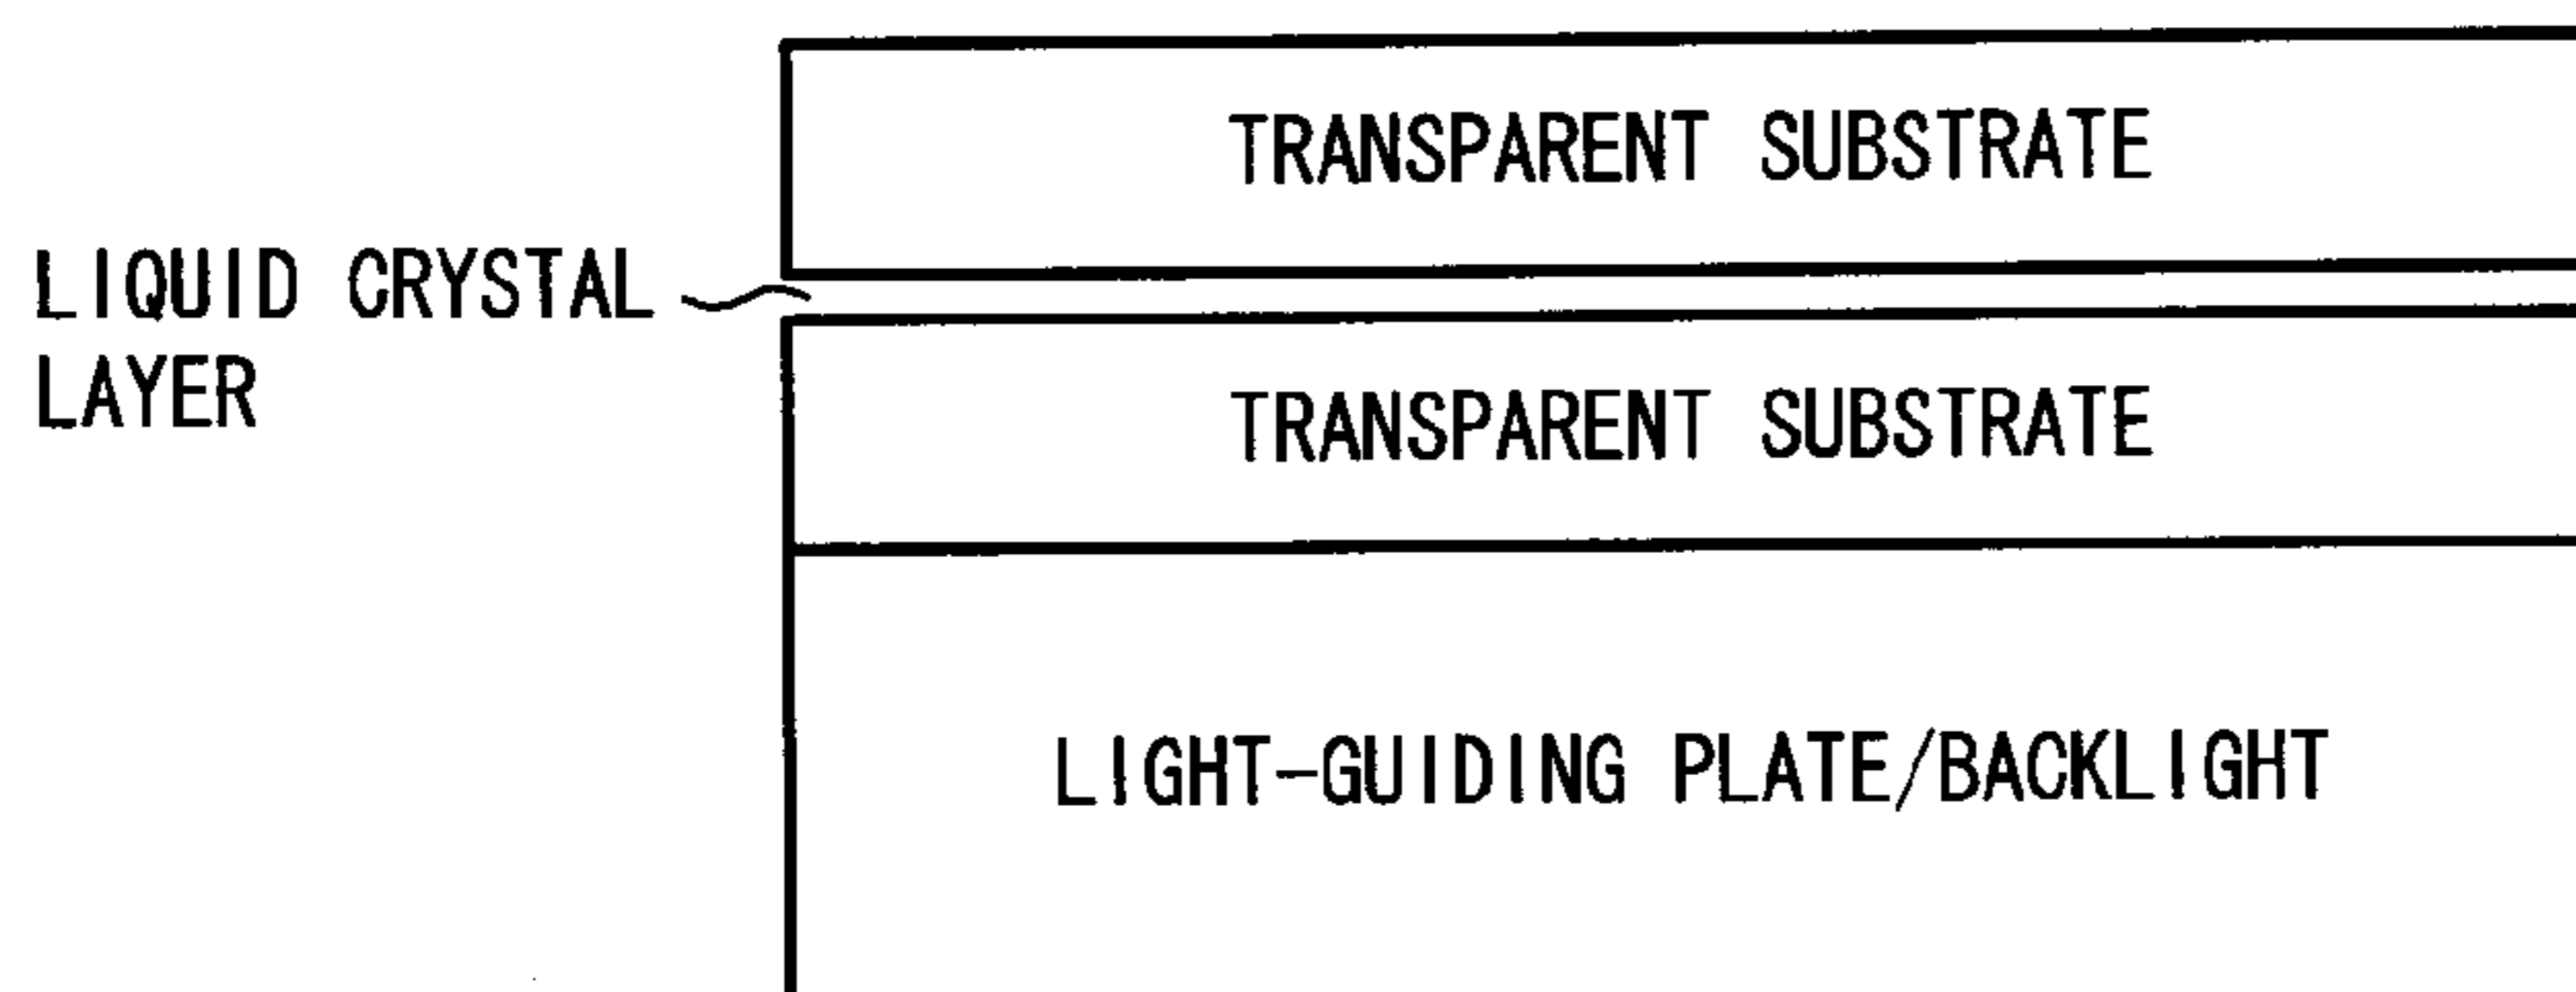 TRANSPARENT SUBSTRATE
LIQUID CRYSTAL
LAYER
TRANSPARENT SUBSTRATE
LIGHT-GUIDING PLATE/BACKLIGHT